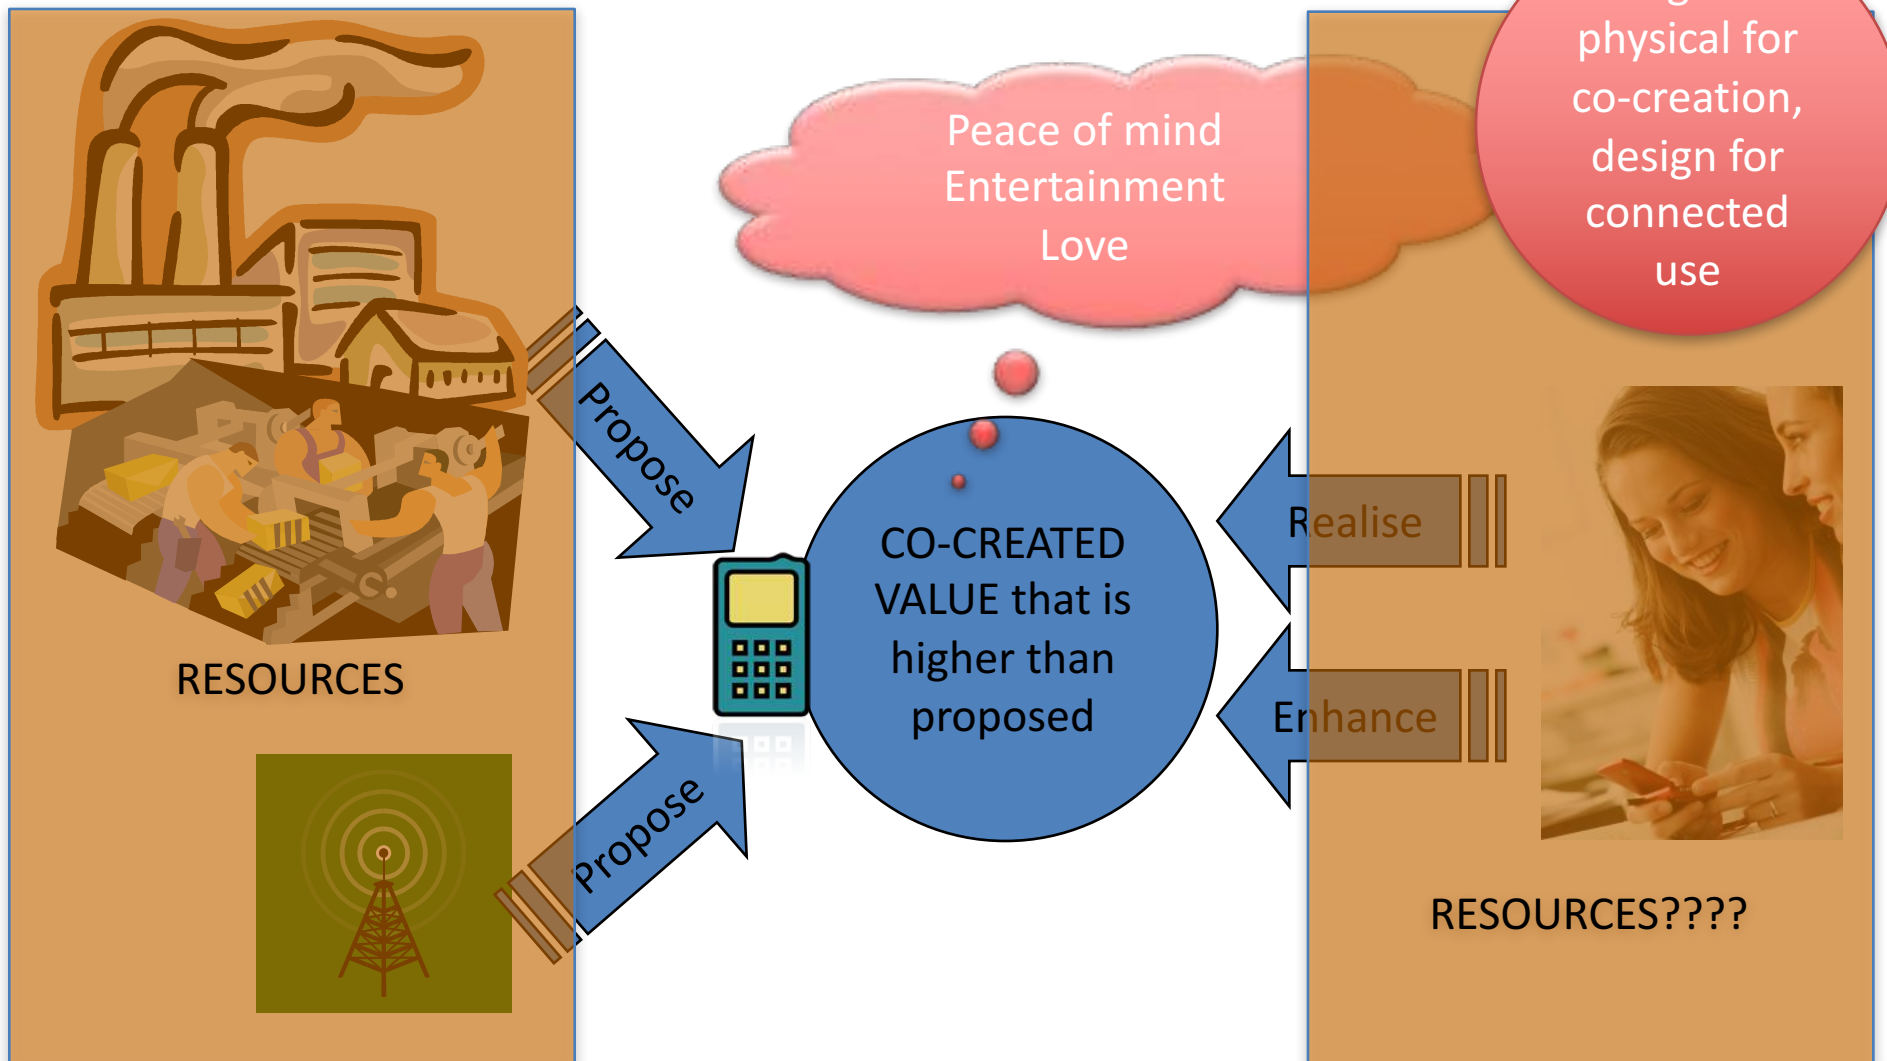 physical for
co-creation,
design for
connected
use
Peace of mind
Entertainment
Love
Propose
CO-CREATED
VALUE that is
higher than
proposed
Realise
Enhance
RESOURCES
Propose
RESOURCES????